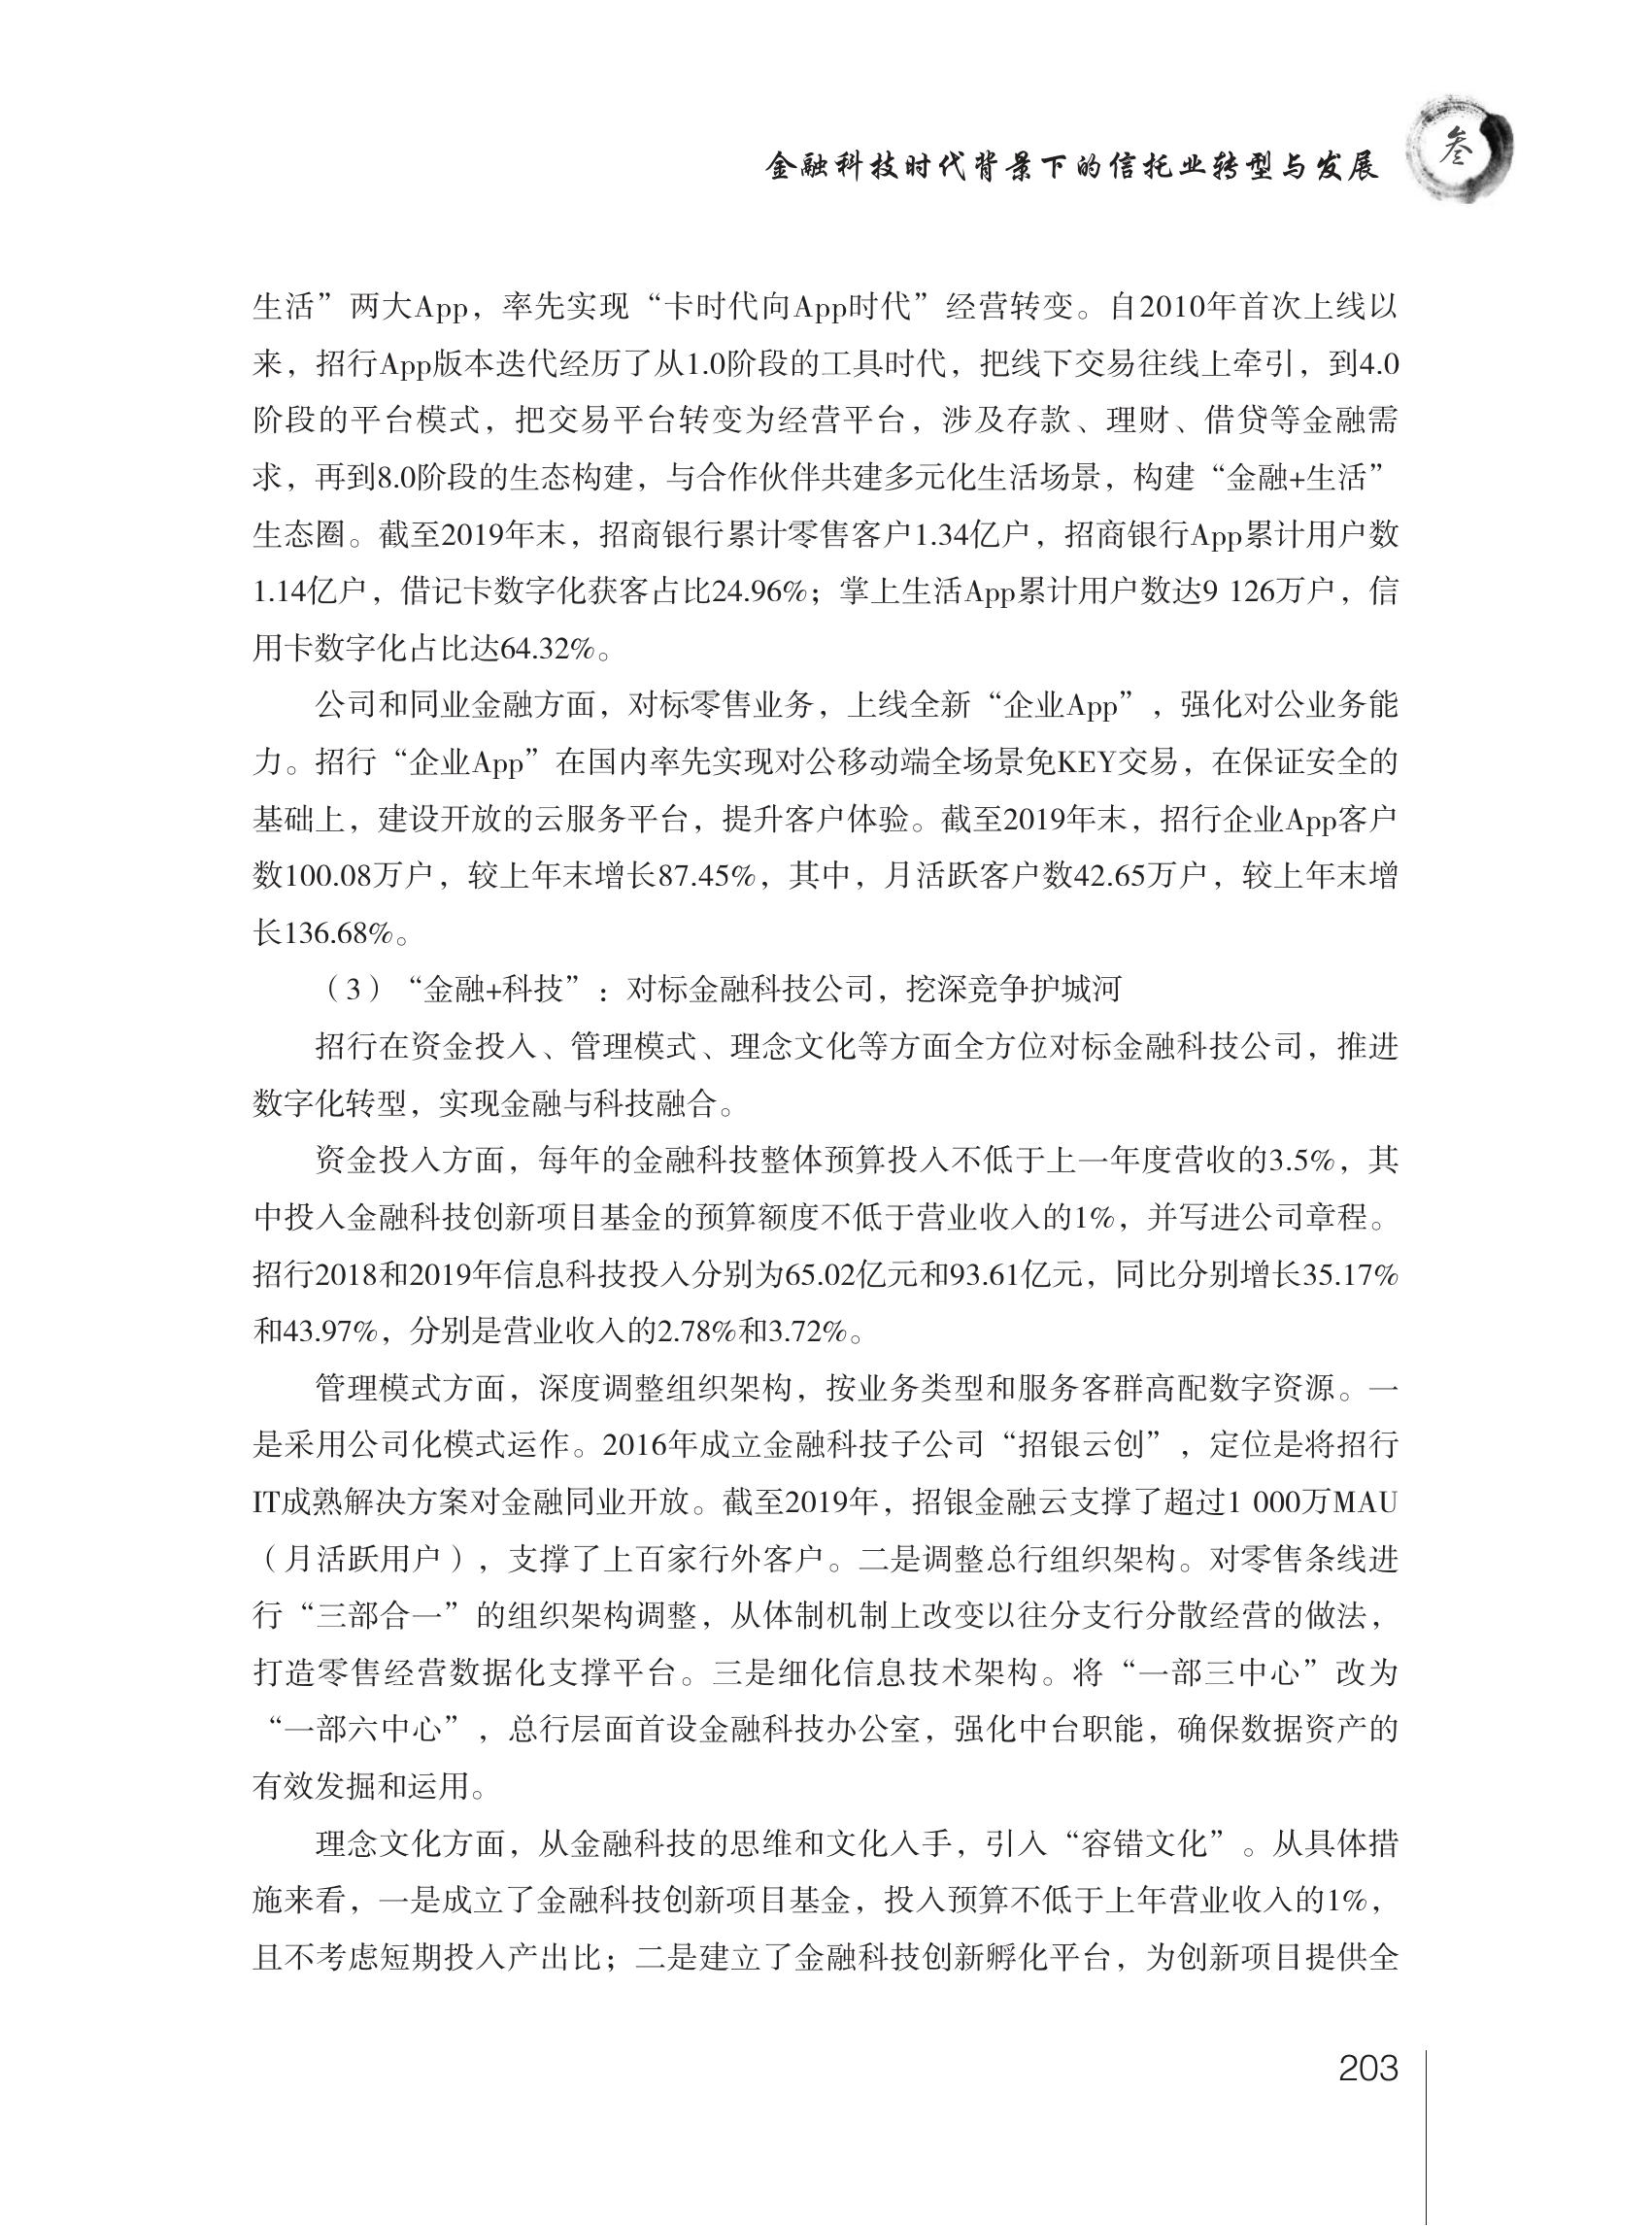 金融科技时代背景下的信托业转型与发展
叁
生活”两大App，率先实现“卡时代向App时代”经营转变。自2010年首次上线以
来，招行App版本迭代经历了从1.0阶段的工具时代，把线下交易往线上牵引，到4.0
阶段的平台模式，把交易平台转变为经营平台，涉及存款、理财、借贷等金融需
求，再到8.0阶段的生态构建，与合作伙伴共建多元化生活场景，构建“金融+生活”
生态圈。截至2019年末，招商银行累计零售客户1.34亿户，招商银行App累计用户数
1.14亿户，借记卡数字化获客占比24.96%；掌上生活App累计用户数达9 126万户，信
用卡数字化占比达64.32%。
公司和同业金融方面，对标零售业务，上线全新“企业App”，强化对公业务能
力。招行“企业App”在国内率先实现对公移动端全场景免KEY交易，在保证安全的
基础上，建设开放的云服务平台，提升客户体验。截至2019年末，招行企业App客户
数100.08万户，较上年末增长87.45%，其中，月活跃客户数42.65万户，较上年末增
长136.68%。
（3）“金融+科技”：对标金融科技公司，挖深竞争护城河
招行在资金投入、管理模式、理念文化等方面全方位对标金融科技公司，推进
数字化转型，实现金融与科技融合。
资金投入方面，每年的金融科技整体预算投入不低于上一年度营收的3.5%，其
中投入金融科技创新项目基金的预算额度不低于营业收入的1%，并写进公司章程。
招行2018和2019年信息科技投入分别为65.02亿元和93.61亿元，同比分别增长35.17%
和43.97%，分别是营业收入的2.78%和3.72%。
管理模式方面，深度调整组织架构，按业务类型和服务客群高配数字资源。一
是采用公司化模式运作。2016年成立金融科技子公司“招银云创”，定位是将招行
IT成熟解决方案对金融同业开放。截至2019年，招银金融云支撑了超过1 000万MAU
（月活跃用户），支撑了上百家行外客户。二是调整总行组织架构。对零售条线进
行“三部合一”的组织架构调整，从体制机制上改变以往分支行分散经营的做法，
打造零售经营数据化支撑平台。三是细化信息技术架构。将“一部三中心”改为
“一部六中心”，总行层面首设金融科技办公室，强化中台职能，确保数据资产的
有效发掘和运用。
理念文化方面，从金融科技的思维和文化入手，引入“容错文化”。从具体措
施来看，一是成立了金融科技创新项目基金，投入预算不低于上年营业收入的1%，
且不考虑短期投入产出比；二是建立了金融科技创新孵化平台，为创新项目提供全
203